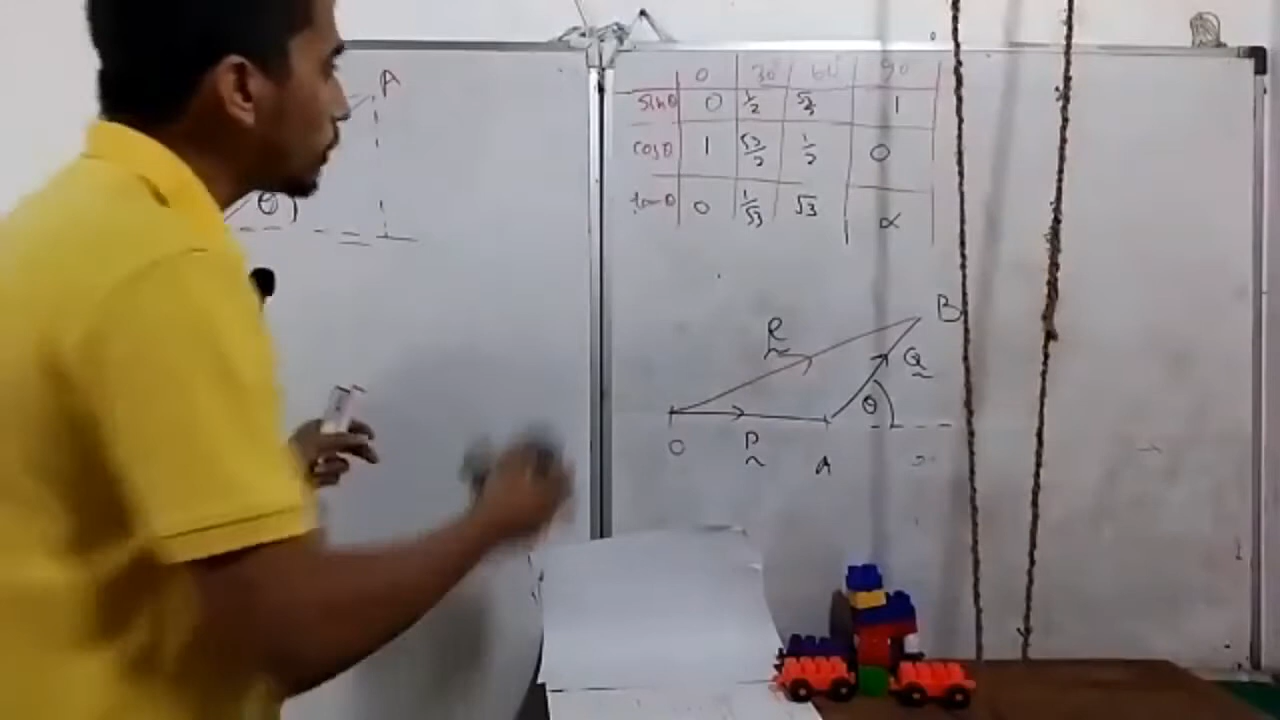 A
θ
0 30° 60° 90
sinθ 0 1/2 √3/2 1
cosθ 1 √3/2 1/2 0
tanθ 0 1/√3 √3 α
B
R
Q
θ
O P A